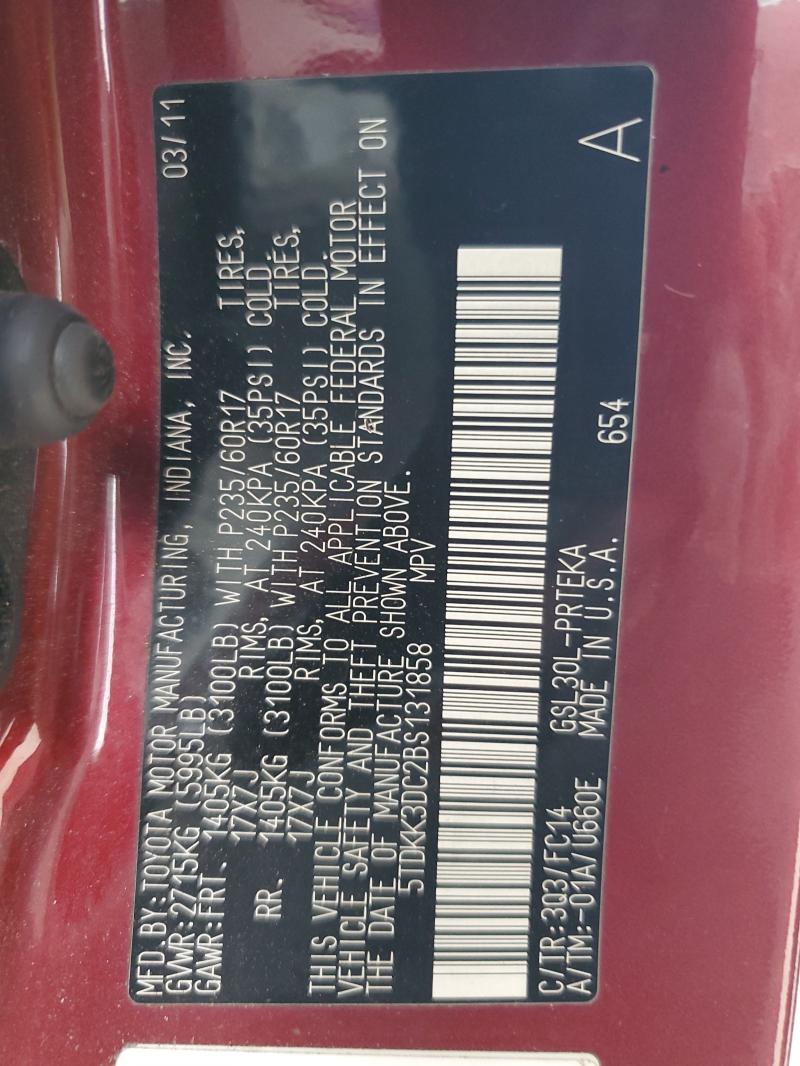 MFD.BY:TOYOTA MOTOR MANUFACTURING, INDIANA, INC. 03/11
GVWR:2715KG (5995LB)
GAWR:FRT. 1405KG (3100LB) WITH P235/60R17 TIRES,
17X7J RIMS, AT 240KPA (35PSI) COLD.
RR. 1405KG (3100LB) WITH P235/60R17 TIRES,
17X7J RIMS, AT 240KPA (35PSI) COLD.
THIS VEHICLE CONFORMS TO ALL APPLICABLE FEDERAL MOTOR
VEHICLE SAFETY AND THEFT PREVENTION STANDARDS IN EFFECT ON
THE DATE OF MANUFACTURE SHOWN ABOVE.
5TDKK3DC2BS131858 MPV
C/TR:3Q3/FC14 GSL30L-PRTEKA
A/TM:-01A/U660E MADE IN U.S.A. 654 A